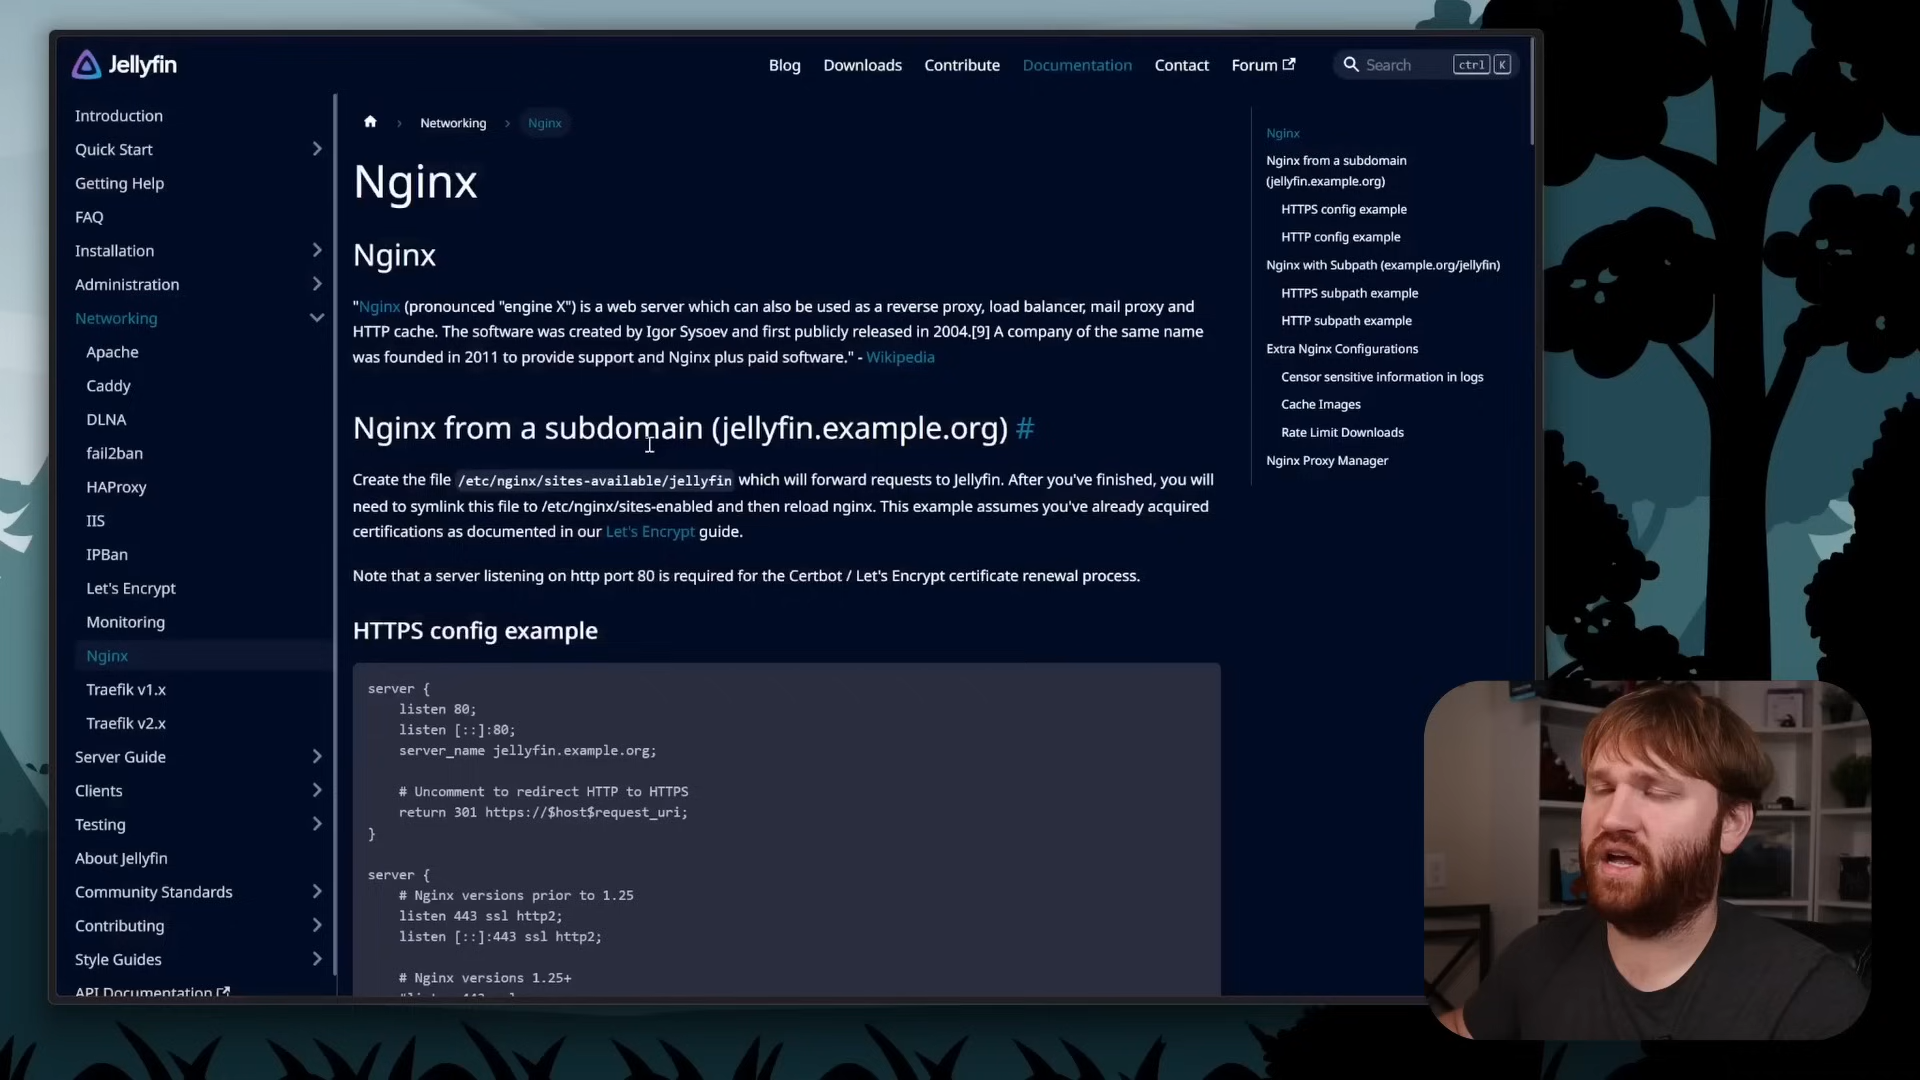 Jellyfin
Blog
Downloads
Contribute
Documentation
Contact
Forum
Search
ctrl
K
Introduction
Quick Start
Getting Help
FAQ
Installation
Administration
Networking
Apache
Caddy
DLNA
fail2ban
HAProxy
IIS
IPBan
Let's Encrypt
Monitoring
Nginx
Traefik v1.x
Traefik v2.x
Server Guide
Clients
Testing
About Jellyfin
Community Standards
Contributing
Style Guides
API Documentation
Networking
Nginx
Nginx
Nginx
"Nginx (pronounced "engine X") is a web server which can also be used as a reverse proxy, load balancer, mail proxy and
HTTP cache. The software was created by Igor Sysoev and first publicly released in 2004.[9] A company of the same name
was founded in 2011 to provide support and Nginx plus paid software." - Wikipedia
Nginx from a subdomain (jellyfin.example.org) #
Create the file /etc/nginx/sites-available/jellyfin which will forward requests to Jellyfin. After you've finished, you will
need to symlink this file to /etc/nginx/sites-enabled and then reload nginx. This example assumes you've already acquired
certifications as documented in our Let's Encrypt guide.
Note that a server listening on http port 80 is required for the Certbot / Let's Encrypt certificate renewal process.
HTTPS config example
server {
listen 80;
listen [::]:80;
server_name jellyfin.example.org;
# Uncomment to redirect HTTP to HTTPS
return 301 https://$host$request_uri;
}
server {
# Nginx versions prior to 1.25
listen 443 ssl http2;
listen [::]:443 ssl http2;
# Nginx versions 1.25+
Nginx
Nginx from a subdomain
(jellyfin.example.org)
HTTPS config example
HTTP config example
Nginx with Subpath (example.org/jellyfin)
HTTPS subpath example
HTTP subpath example
Extra Nginx Configurations
Censor sensitive information in logs
Cache Images
Rate Limit Downloads
Nginx Proxy Manager